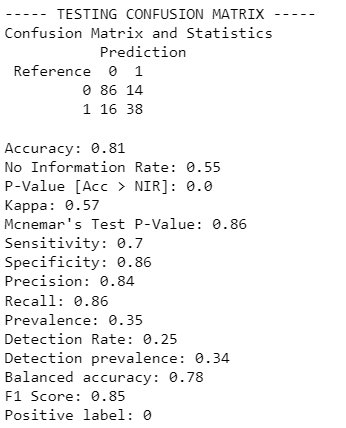 ----- TESTING CONFUSION MATRIX -----
Confusion Matrix and Statistics
Prediction
Reference 0 1
0 86 14
1 16 38
Accuracy: 0.81
No Information Rate: 0.55
P-Value [Acc > NIR]: 0.0
Kappa: 0.57
Mcnemar's Test P-Value: 0.86
Sensitivity: 0.7
Specificity: 0.86
Precision: 0.84
Recall: 0.86
Prevalence: 0.35
Detection Rate: 0.25
Detection prevalence: 0.34
Balanced accuracy: 0.78
F1 Score: 0.85
Positive label: 0